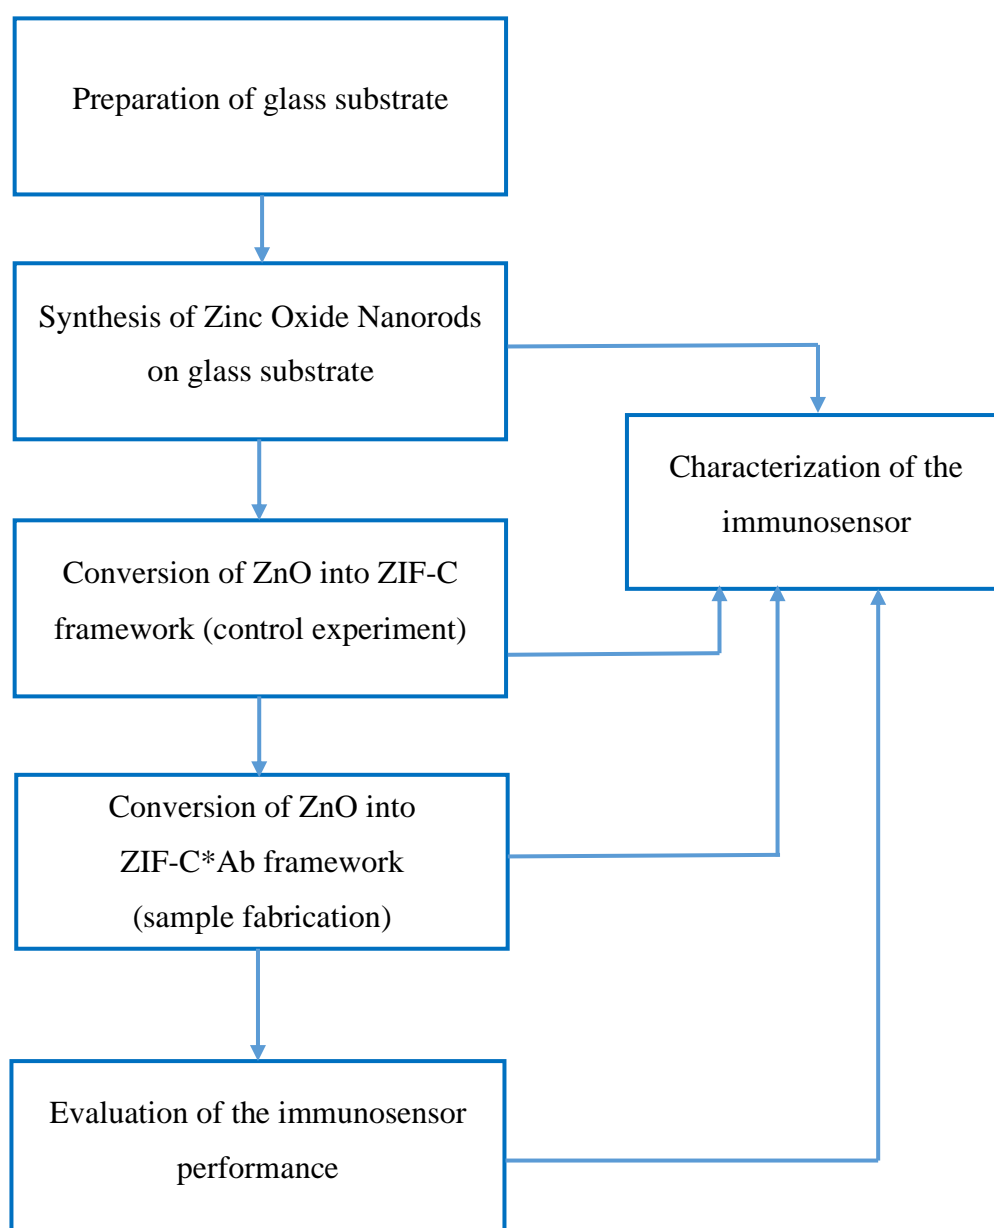 Preparation of glass substrate
Synthesis of Zinc Oxide Nanorods
on glass substrate
Characterization of the
immunosensor
Conversion of ZnO into ZIF-C
framework (control experiment)
Conversion of ZnO into
ZIF-C*Ab framework
(sample fabrication)
Evaluation of the immunosensor
performance